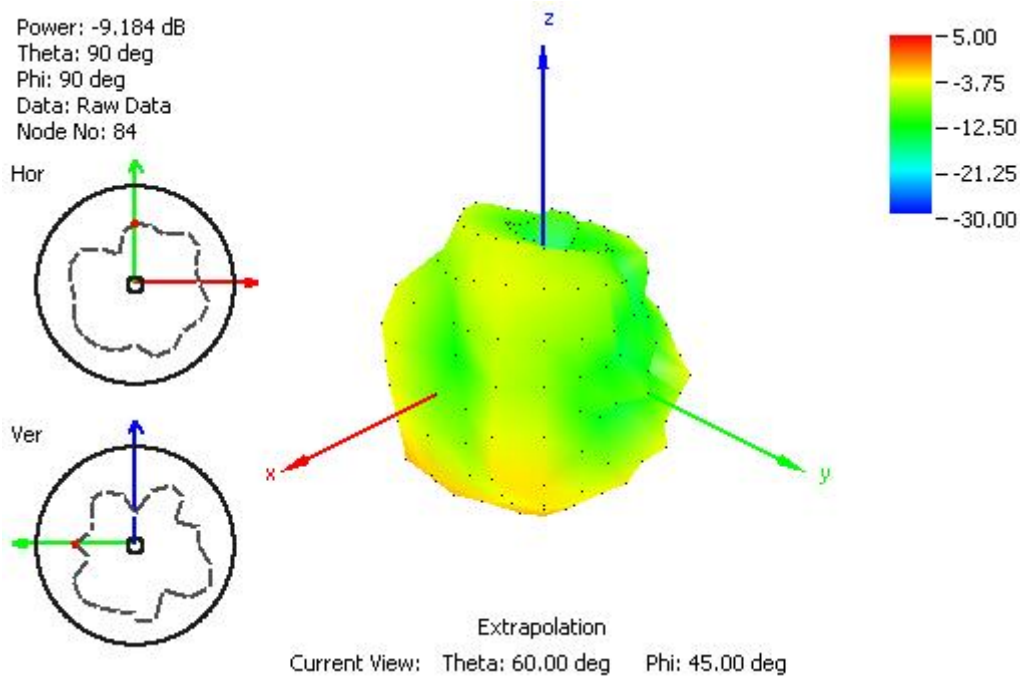 Power: -9.184 dB
Theta: 90 deg
Phi: 90 deg
Data: Raw Data
Node No: 84
Hor
Ver
z
x
y
5.00
-3.75
-12.50
-21.25
-30.00
Extrapolation
Current View: Theta: 60.00 deg Phi: 45.00 deg